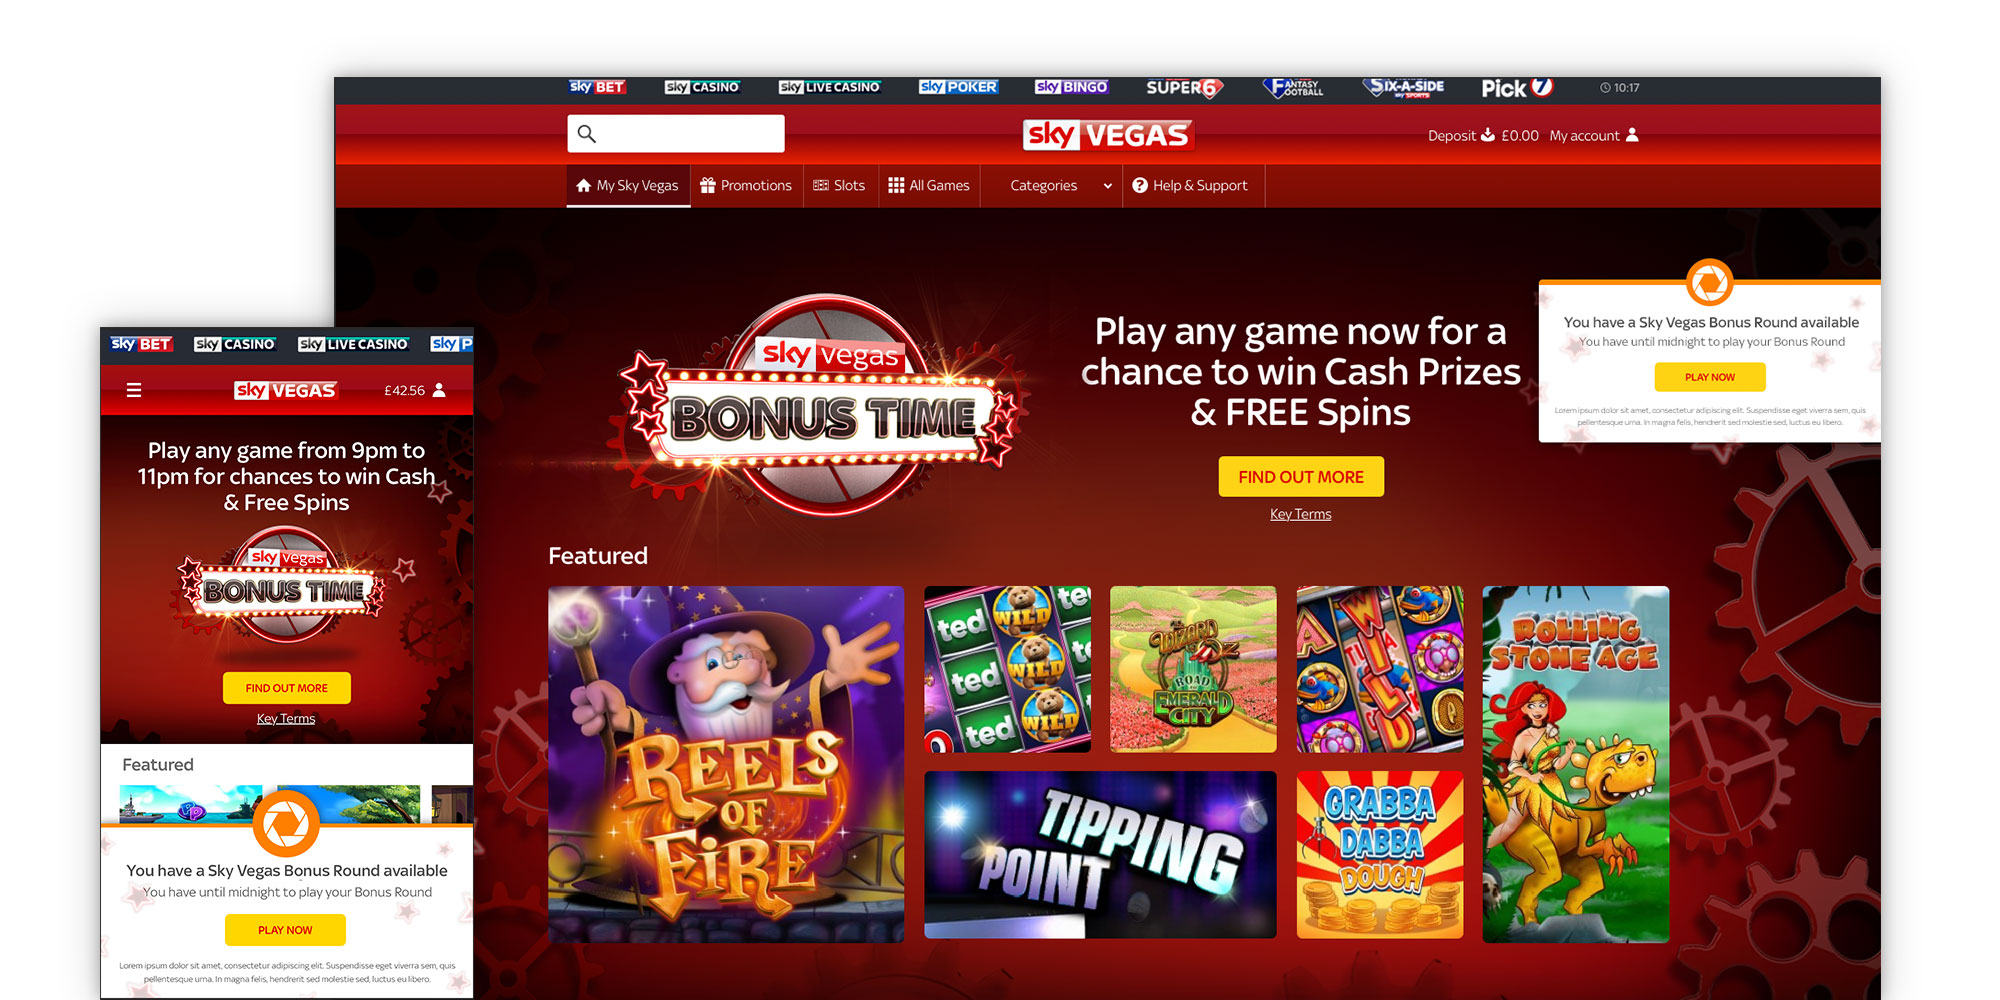 sky BET
sky CASINO
sky LIVE CASINO
sky POKER
sky BINGO
SUPER 6
FANTASY FOOTBALL
SIX-A-SIDE
sky SPORTS
Pick 7
10:17
sky VEGAS
Deposit £0.00 My account
My Sky Vegas
Promotions
Slots
All Games
Categories
Help & Support
sky vegas
BONUS TIME
Play any game now for a
chance to win Cash Prizes
& FREE Spins
FIND OUT MORE
Key Terms
You have a Sky Vegas Bonus Round available
You have until midnight to play your Bonus Round
PLAY NOW
Lorem ipsum dolor sit amet, consectetur adipiscing elit. Suspendisse eget viverra sem, quis
pellentesque urna. In magna felis, hendrerit sed molestie sed, luctus eu libero.
Featured
REELS
OF
FIRE
ted
WILD
te
ted
WILD
ted
ted
WILD
THE
WIZARD
OF OZ
ROAD TO
EMERALD
CITY
WILD
ROLLING
STONE AGE
TIPPING
POINT
GRABBA
DABBA
DOUGH
sky BET
sky CASINO
sky LIVE CASINO
sky P
sky VEGAS
£42.56
Play any game from 9pm to
11pm for chances to win Cash
& Free Spins
sky vegas
BONUS TIME
FIND OUT MORE
Key Terms
Featured
You have a Sky Vegas Bonus Round available
You have until midnight to play your Bonus Round
PLAY NOW
Lorem ipsum dolor sit amet, consectetur adipiscing elit. Suspendisse eget viverra sem, quis
pellentesque urna. In magna felis, hendrerit sed molestie sed, luctus eu libero.